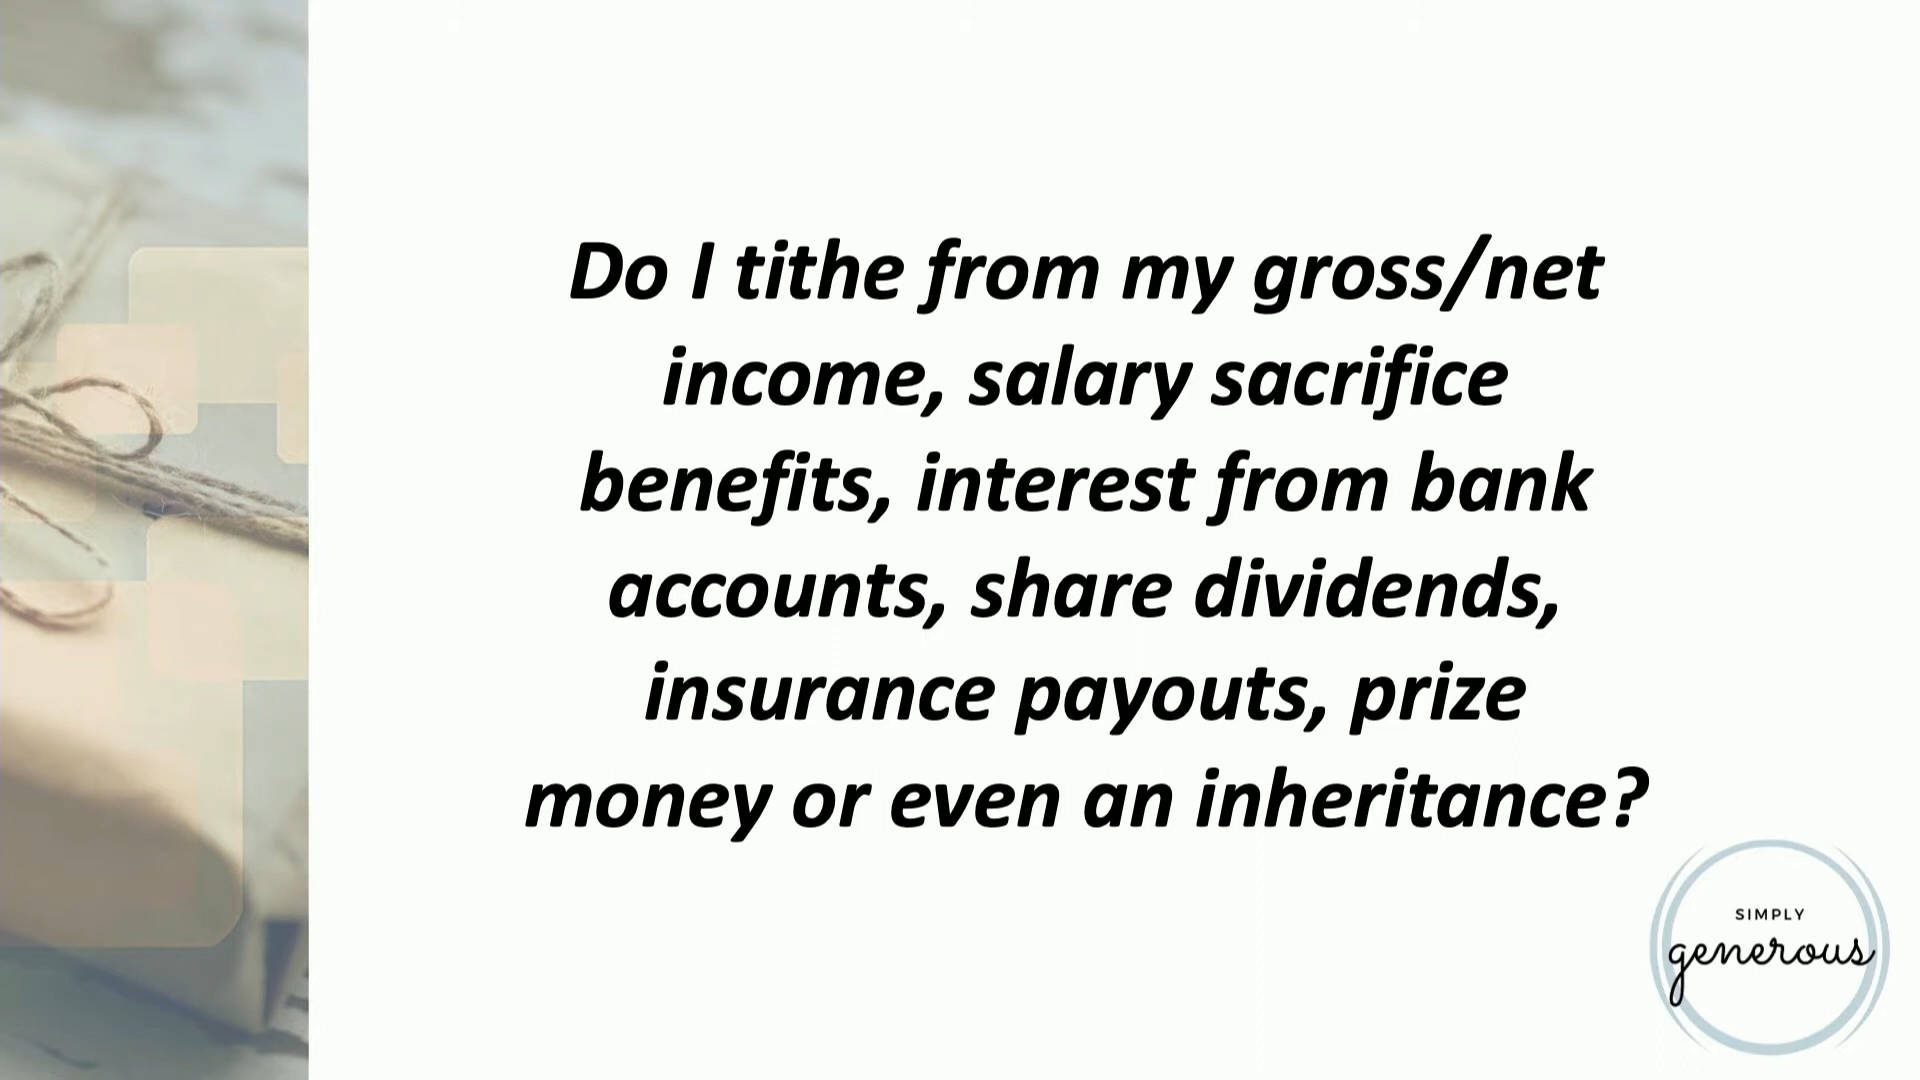 Do I tithe from my gross/net
income, salary sacrifice
benefits, interest from bank
accounts, share dividends,
insurance payouts, prize
money or even an inheritance?
SIMPLY
generous